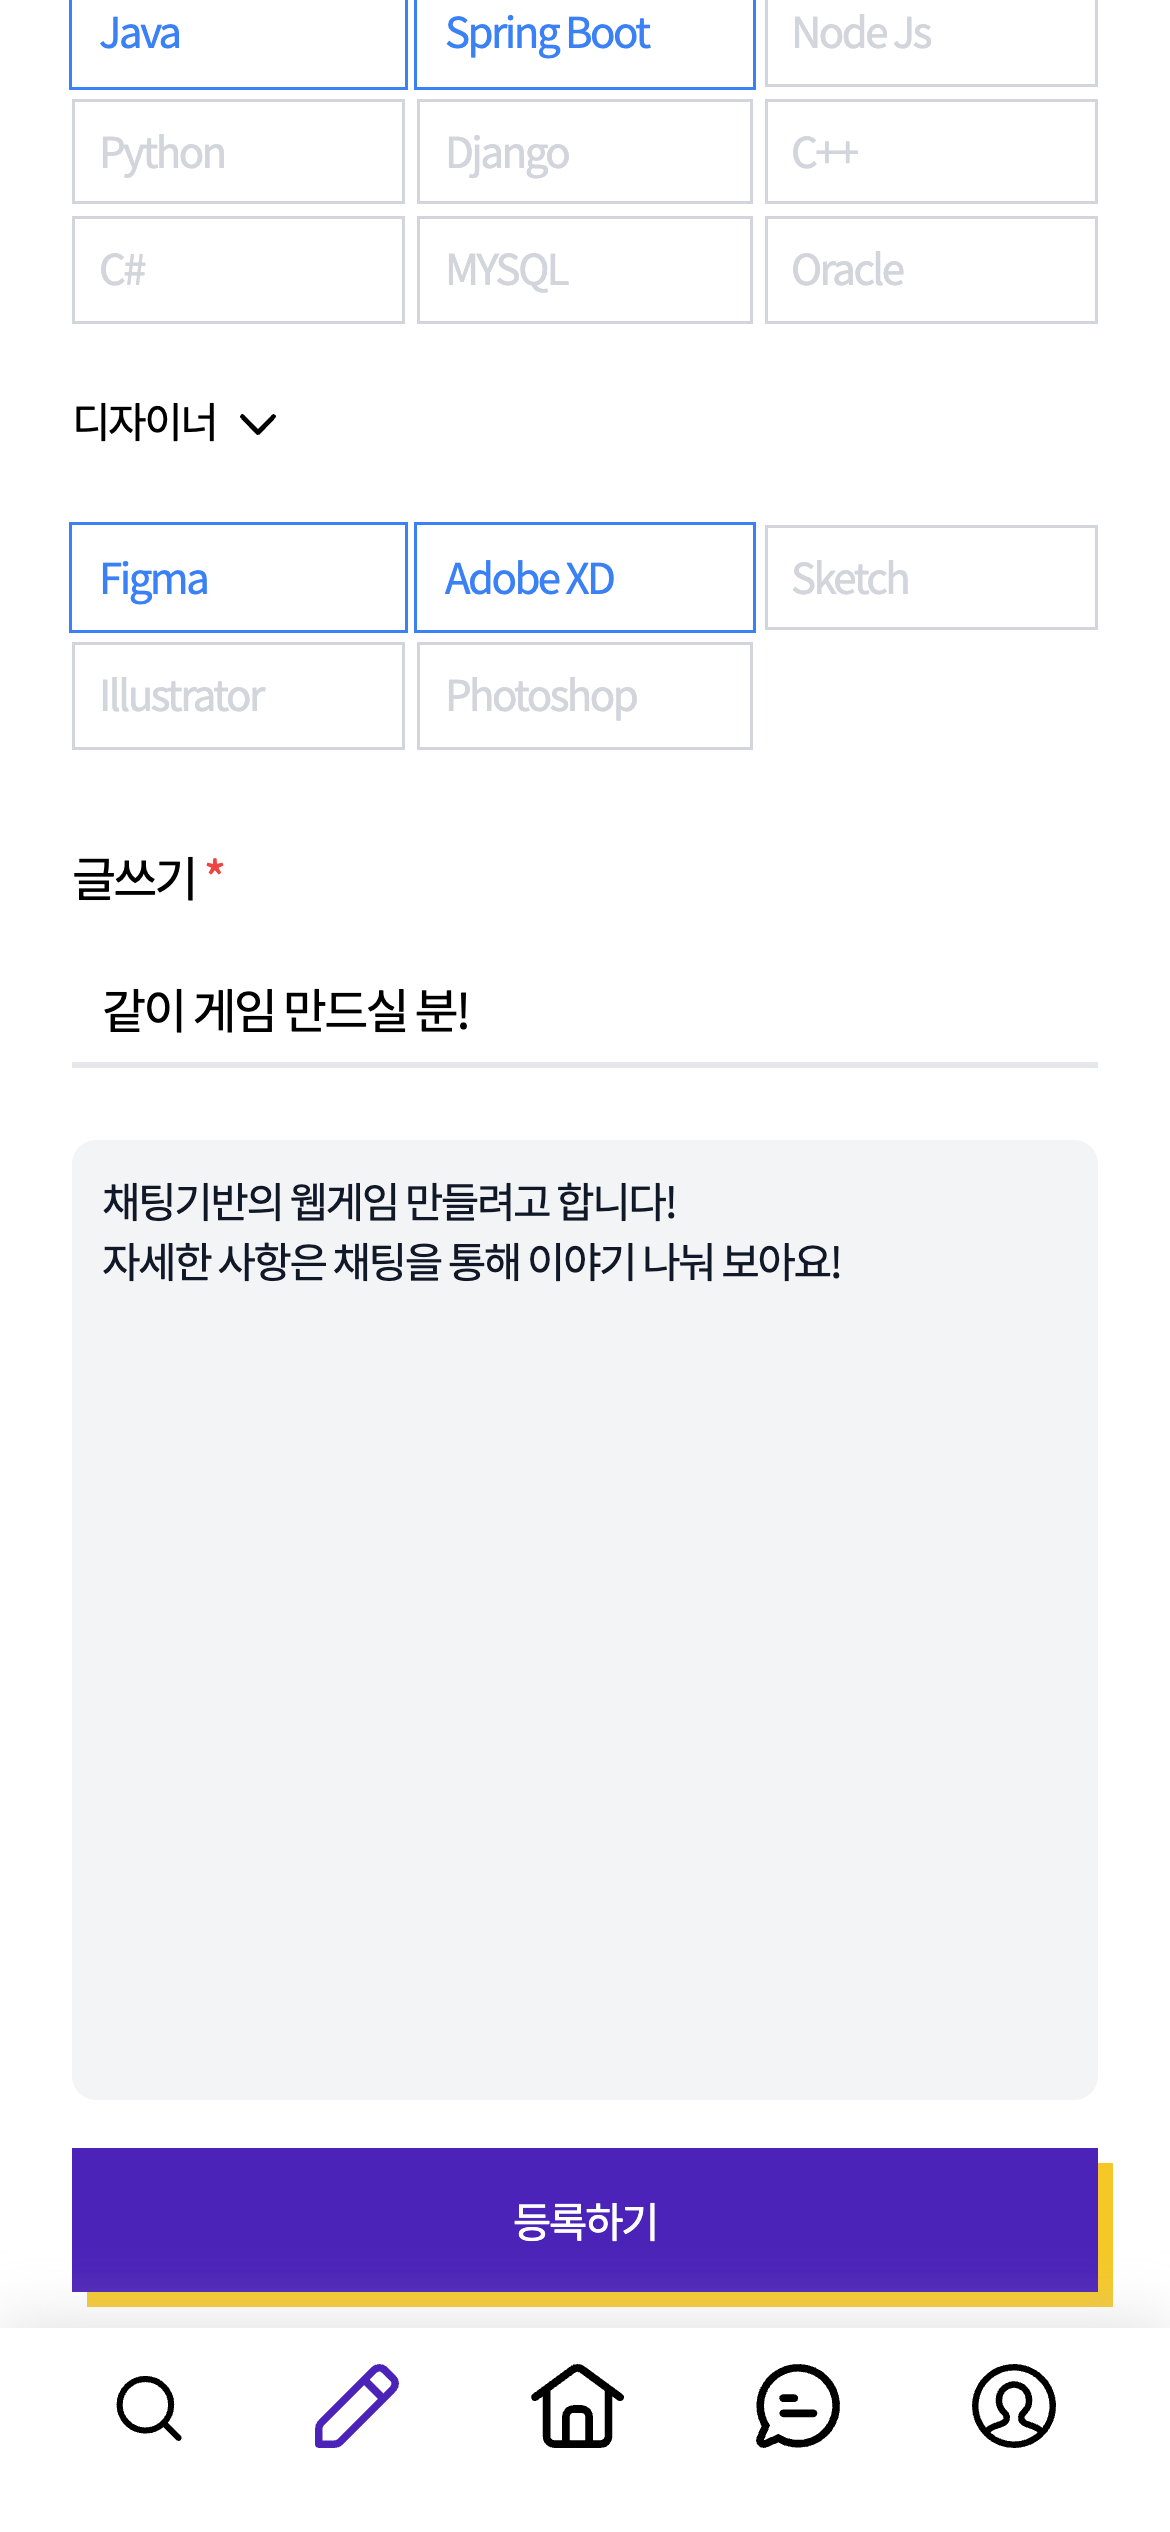 Java Spring Boot Node Js
Python Django C++
C# MYSQL Oracle
디자이너
Figma Adobe XD Sketch
Illustrator Photoshop
글쓰기 *
같이 게임 만드실 분!
채팅기반의 웹게임 만들려고 합니다!
자세한 사항은 채팅을 통해 이야기 나눠 보아요!
등록하기